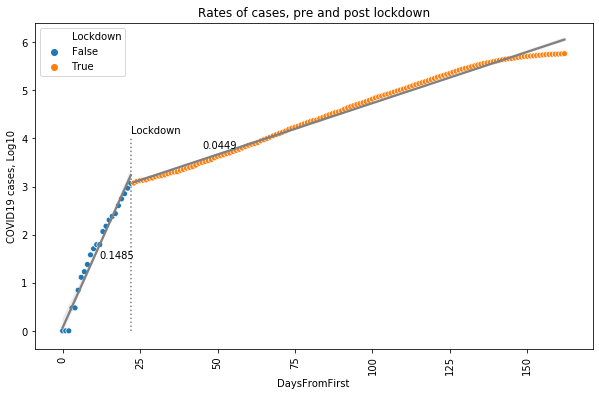 Rates of cases, pre and post lockdown
Lockdown
False
True
COVID19 cases, Log10
6
5
4
3
2
1
0
Lockdown
0.0449
0.1485
0
25
50
75
100
125
150
DaysFromFirst